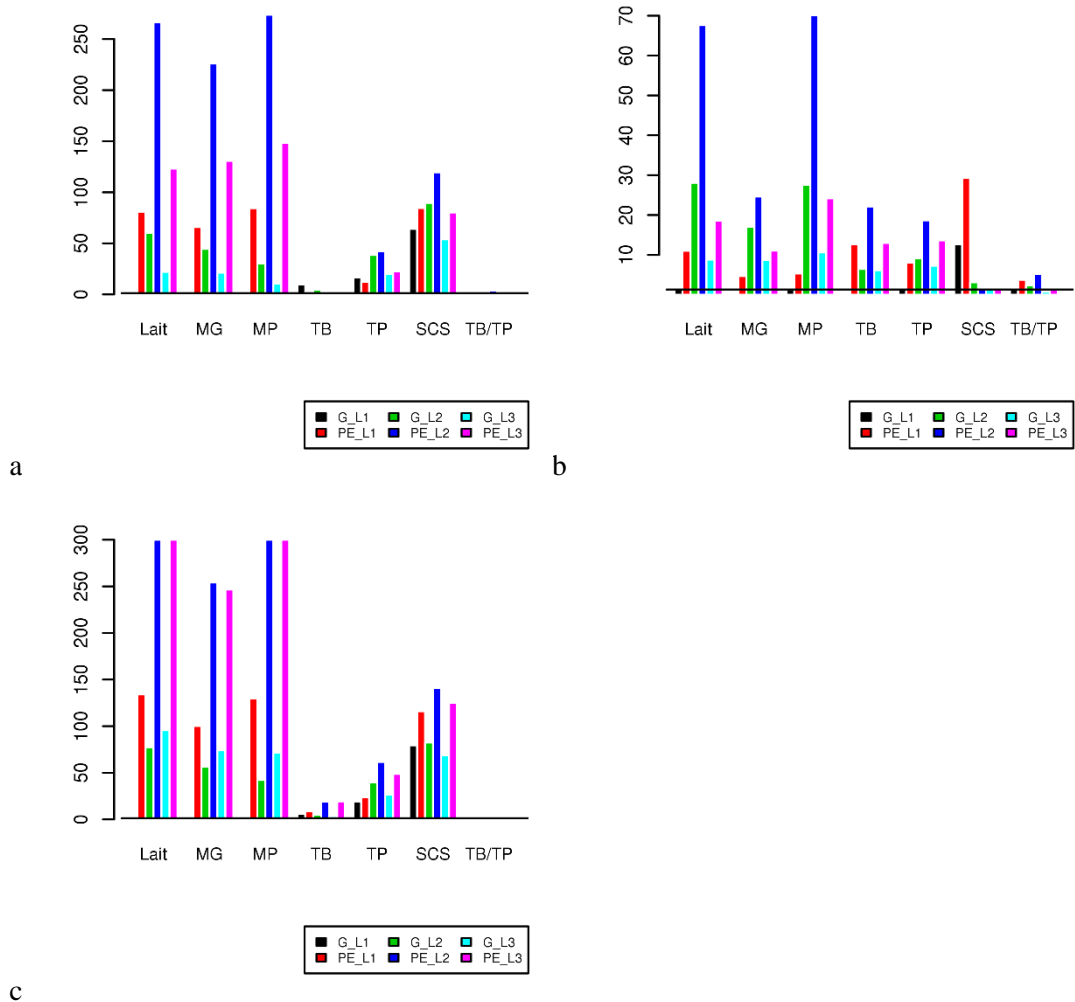 250
200
150
100
50
0
Lait MG MP TB TP SCS TB/TP
G_L1 G_L2 G_L3
PE_L1 PE_L2 PE_L3
a
70
60
50
40
30
20
10
Lait MG MP TB TP SCS TB/TP
G_L1 G_L2 G_L3
PE_L1 PE_L2 PE_L3
b
300
250
200
150
100
50
0
Lait MG MP TB TP SCS TB/TP
G_L1 G_L2 G_L3
PE_L1 PE_L2 PE_L3
c